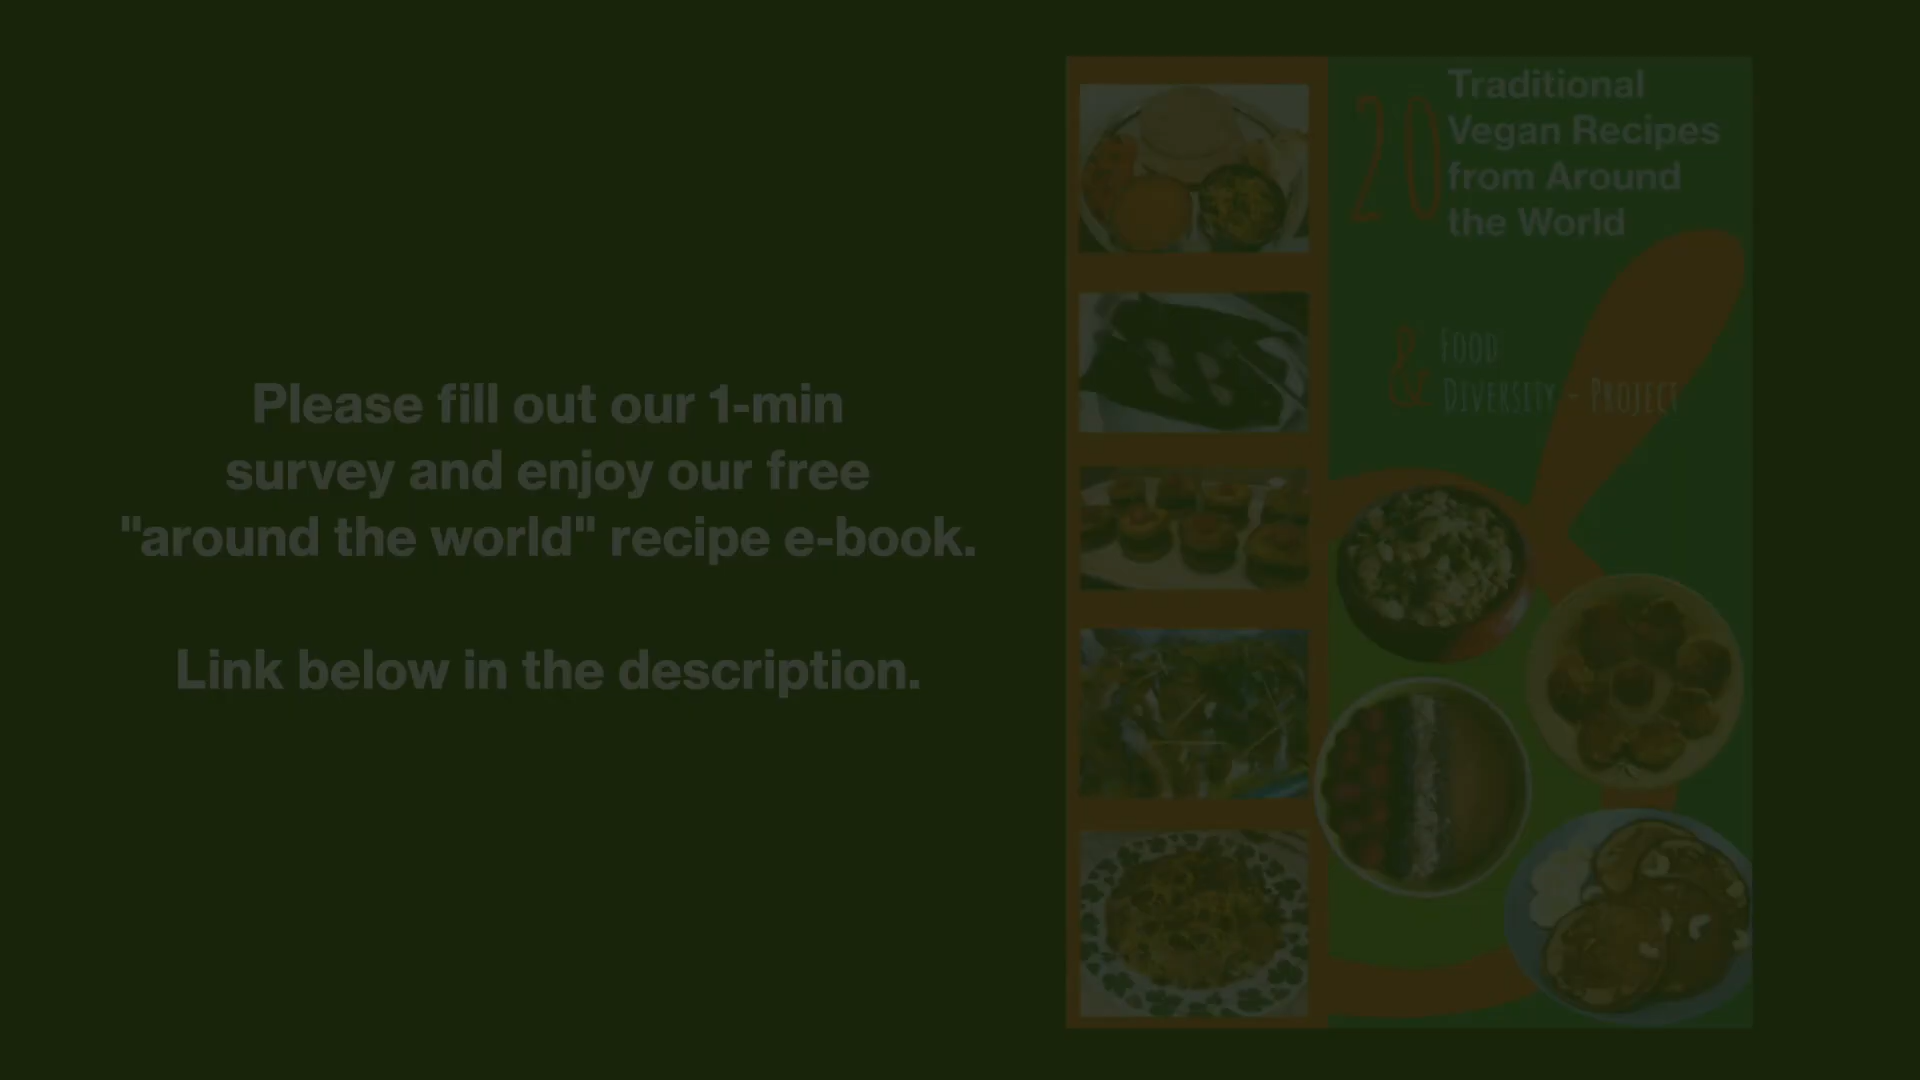 Please fill out our 1-min
survey and enjoy our free
"around the world" recipe e-book.
Link below in the description.
20
Traditional
Vegan Recipes
from Around
the World
& FOOD
DIVERSITY - PROJECT